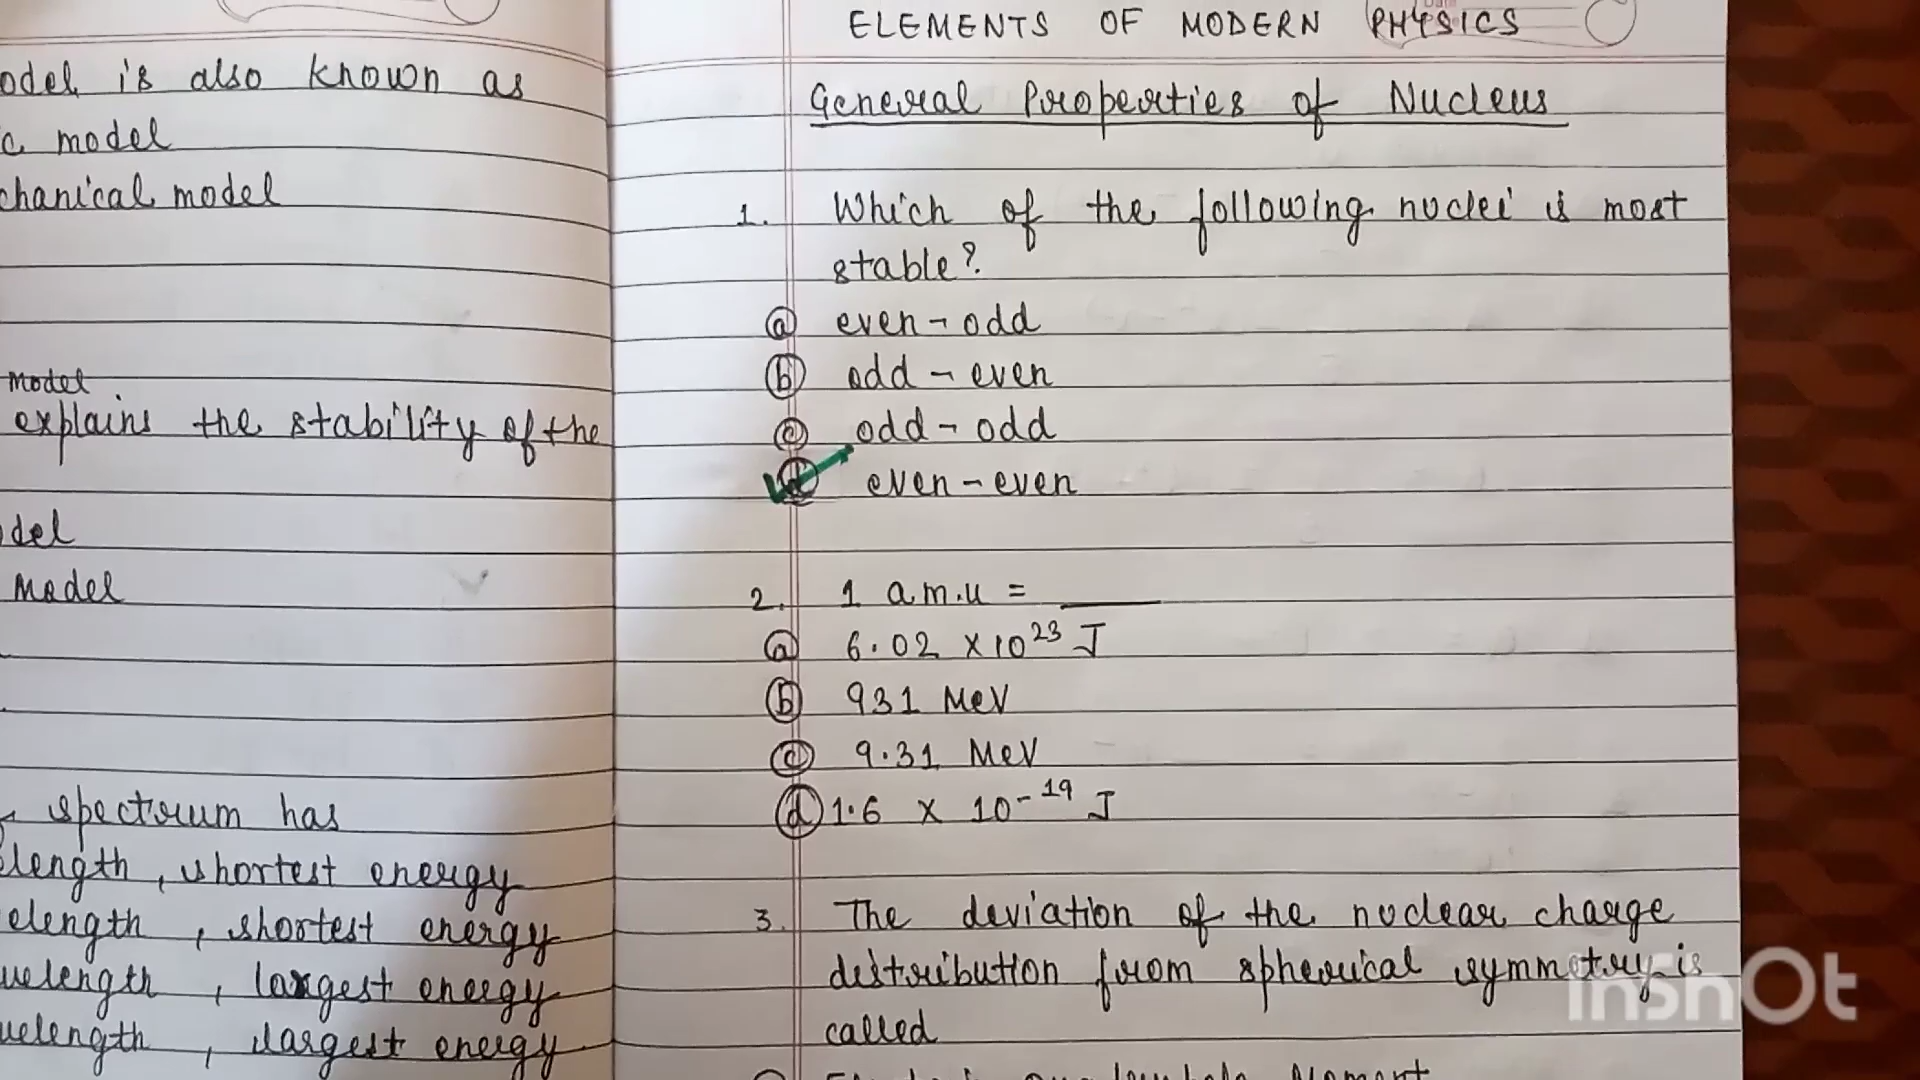 odel is also known as
c model
chanical model
model
explains the stability of the
del
Model
spectrum has
length, shortest energy
elength, shortest energy
velength, largest energy
velength, largest energy
ELEMENTS OF MODERN PHYSICS
General Properties of Nucleus
1. Which of the following nuclei is most
stable?
(a) even-odd
(b) odd-even
(c) odd-odd
(d) even-even
2. 1 a m.u = ____
(a) 6.02 x 10²³ J
(b) 931 MeV
(c) 9.31 MeV
(d) 1.6 x 10⁻¹⁹ J
3. The deviation of the nuclear charge
distribution from spherical symmetry is
called
InShOt